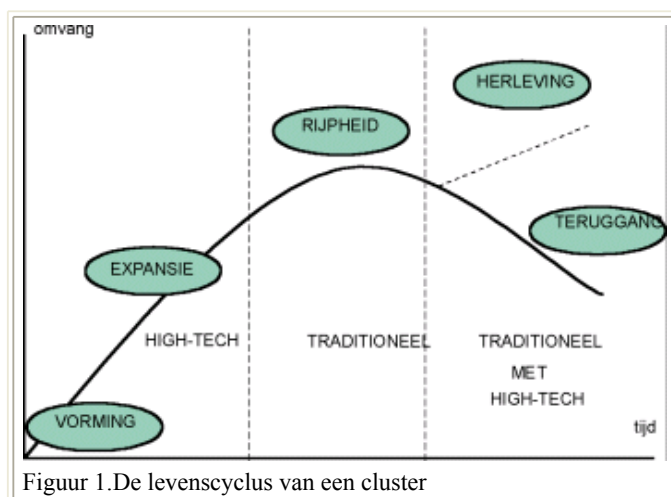 omvang
HERLEVING
RIJPHEID
TERUGGANG
EXPANSIE
HIGH-TECH
TRADITIONEEL
TRADITIONEEL
MET
HIGH-TECH
VORMING
tijd
Figuur 1.De levenscyclus van een cluster